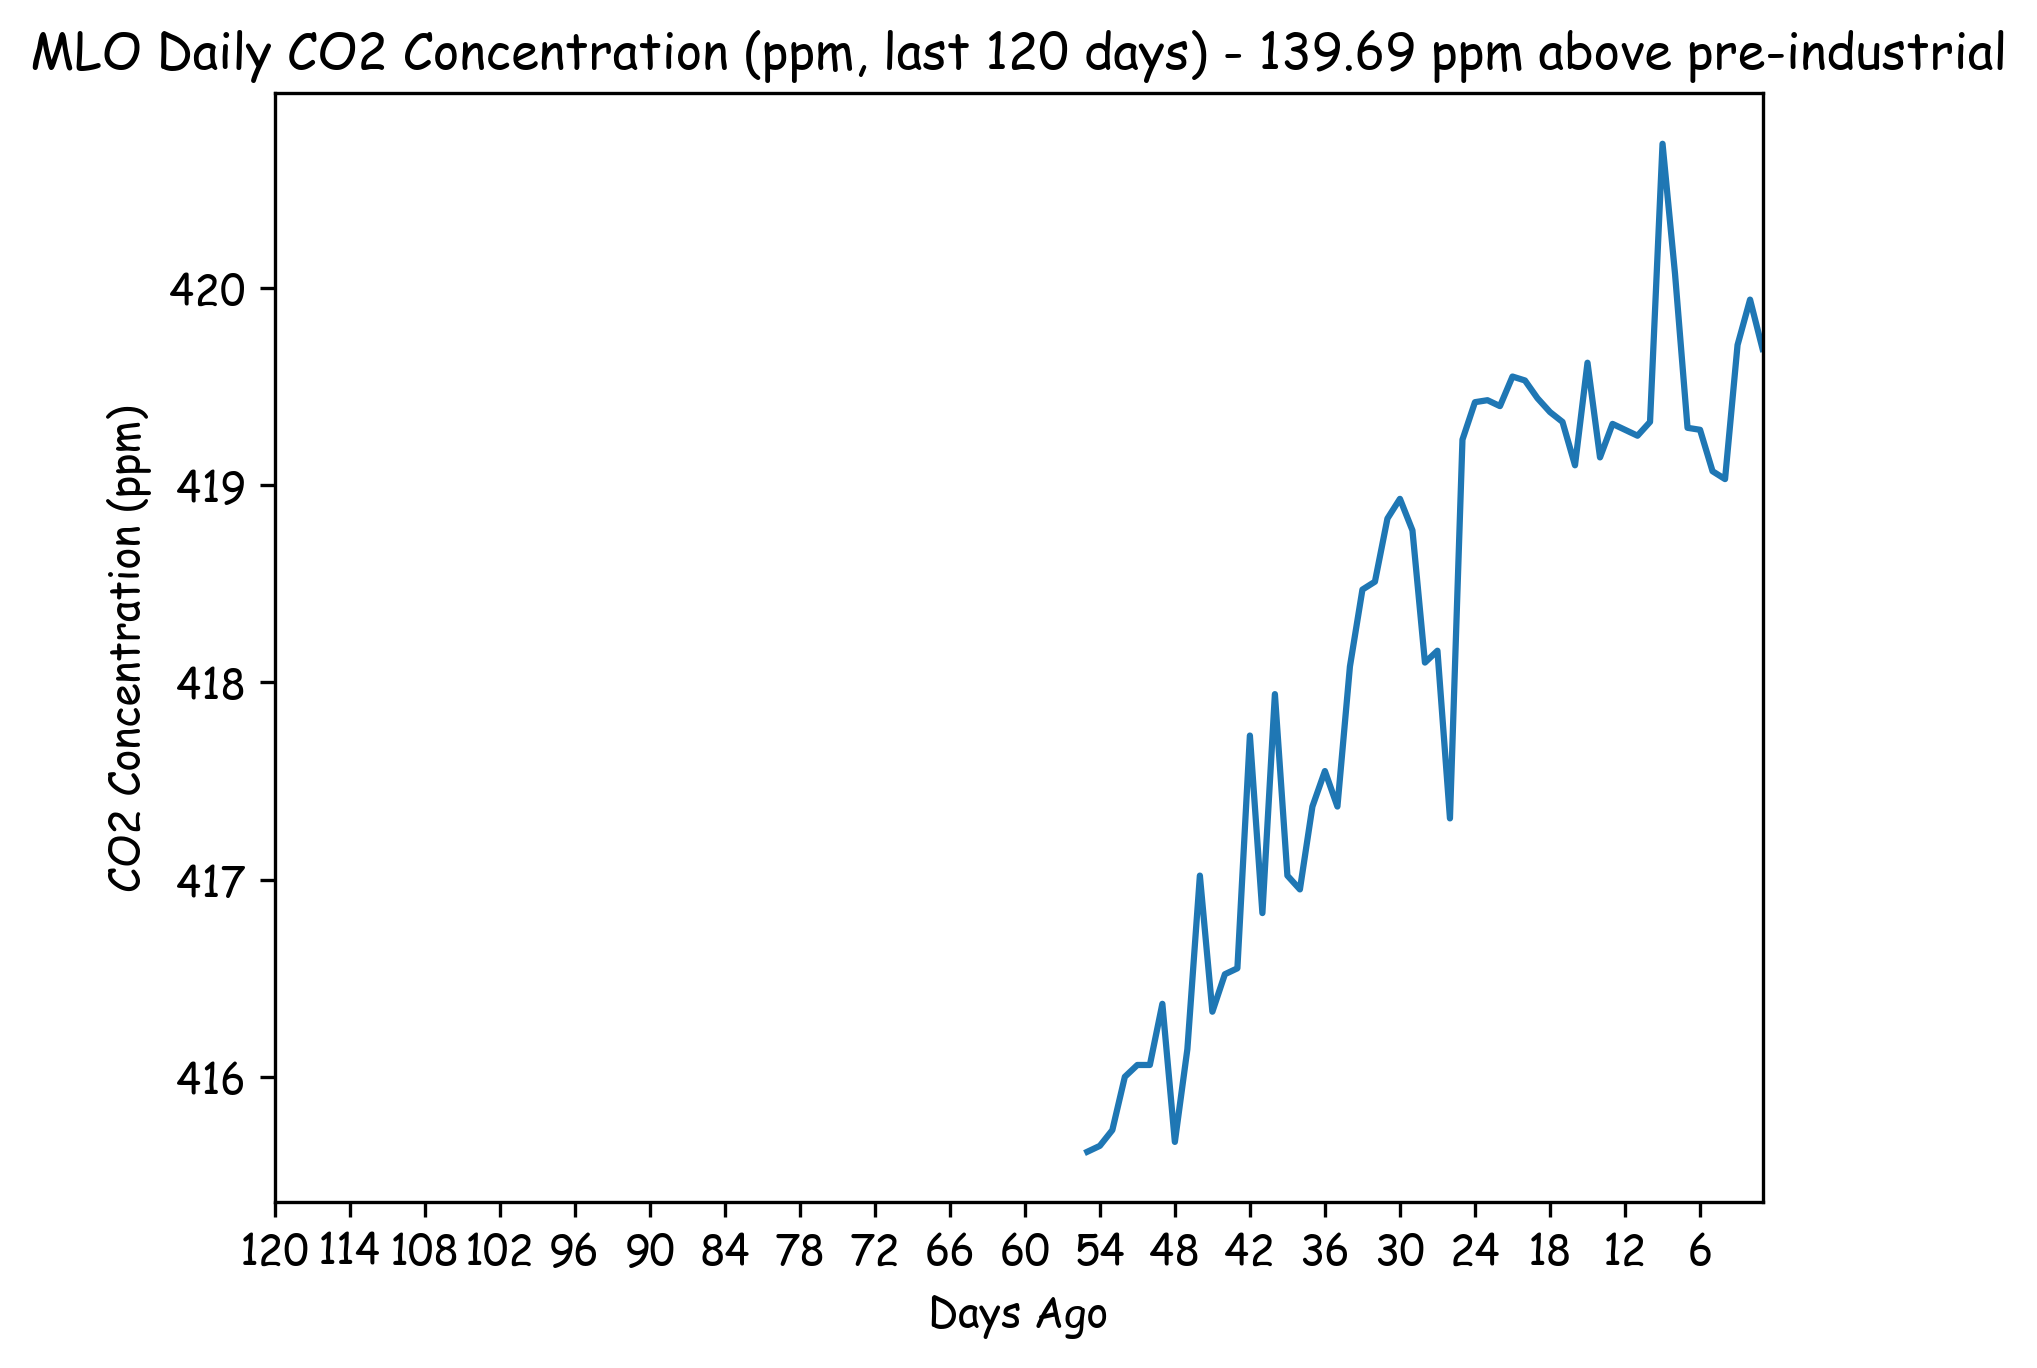 MLO Daily CO2 Concentration (ppm, last 120 days) - 139.69 ppm above pre-industrial
CO2 Concentration (ppm)
420
419
418
417
416
120 114 108 102 96 90 84 78 72 66 60 54 48 42 36 30 24 18 12 6
Days Ago